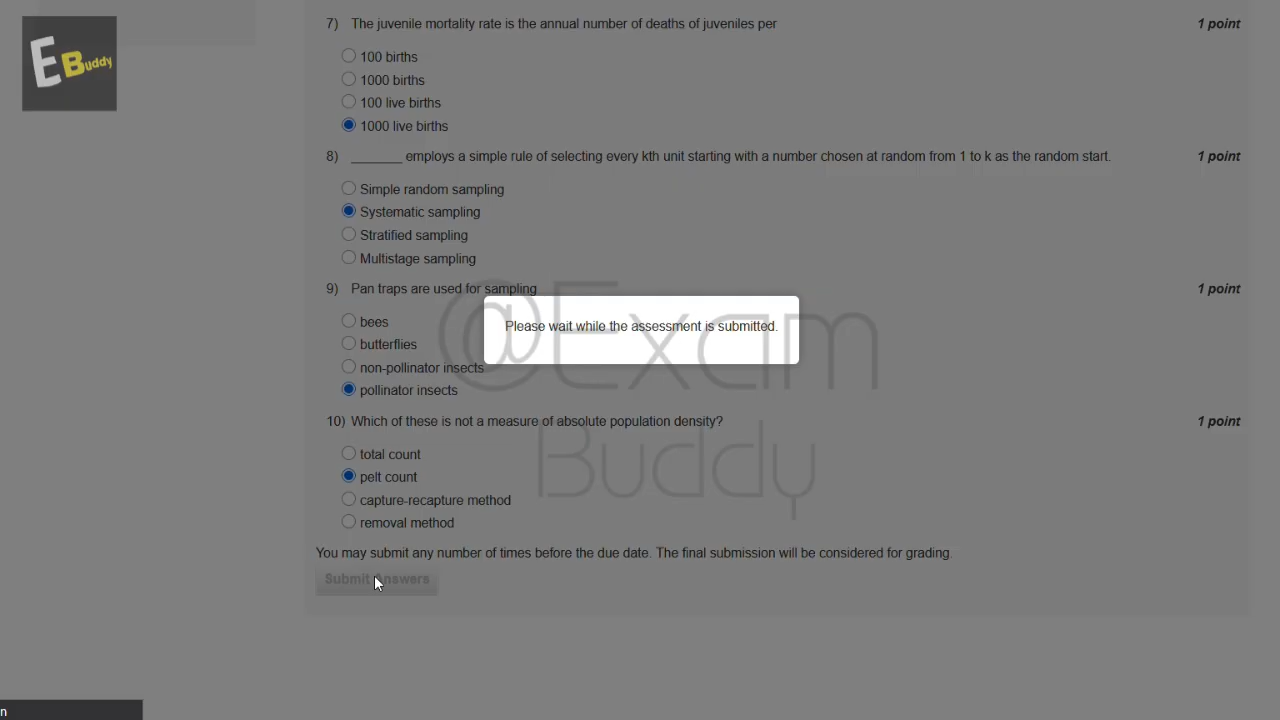 E Buddy
7) The juvenile mortality rate is the annual number of deaths of juveniles per 1 point
100 births
1000 births
100 live births
1000 live births
8) _______ employs a simple rule of selecting every kth unit starting with a number chosen at random from 1 to k as the random start. 1 point
Simple random sampling
Systematic sampling
Stratified sampling
Multistage sampling
9) Pan traps are used for sampling 1 point
bees
butterflies
non-pollinator insects
pollinator insects
Please wait while the assessment is submitted.
@Exam
Buddy
10) Which of these is not a measure of absolute population density? 1 point
total count
pelt count
capture-recapture method
removal method
You may submit any number of times before the due date. The final submission will be considered for grading.
Submit Answers
n